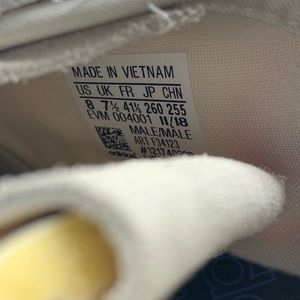 MADE IN VIETNAM
US UK FR JP CHN
8 7½ 41⅓ 260 255
EVM 004001 11/18
MALE/MALE
ART F34123